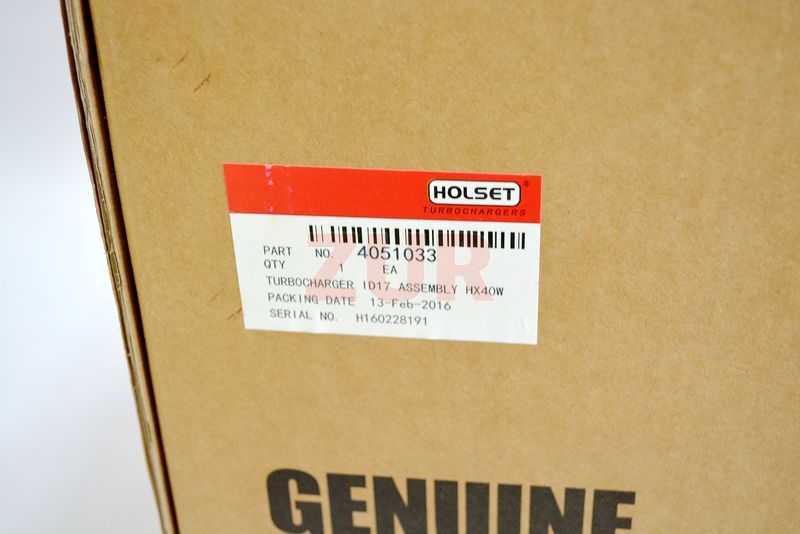 HOLSET®
TURBOCHARGERS
PART NO. 4051033
QTY 1 EA
TURBOCHARGER ID17 ASSEMBLY HX40W
PACKING DATE 13-Feb-2016
SERIAL NO. H160228191
ZUR
GENUINE